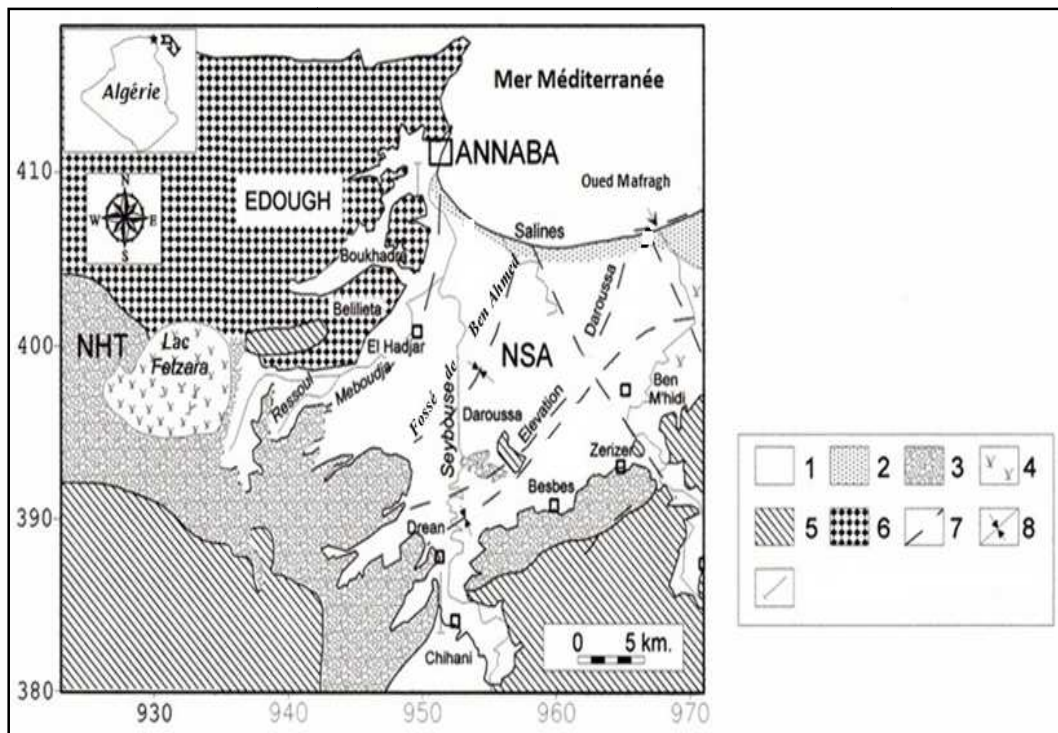 Algérie
Mer Méditerranée
N
W E
S
ANNABA
410
Oued Mafragh
EDOUGH
Salines
Boukhadra
Ben Ahmed
Daroussa
Belilieta
400
NHT
Lac
Fetzara
El Hadjar
NSA
Ressoul
Meboudja
Ben
M'hidi
Fossé
Seybouse de
Daroussa
Elevation
Zerizer
Besbes
390
Drean
0 5 km.
Chihani
380
930 940 950 960 970
1 2 3 4
5 6 7 8